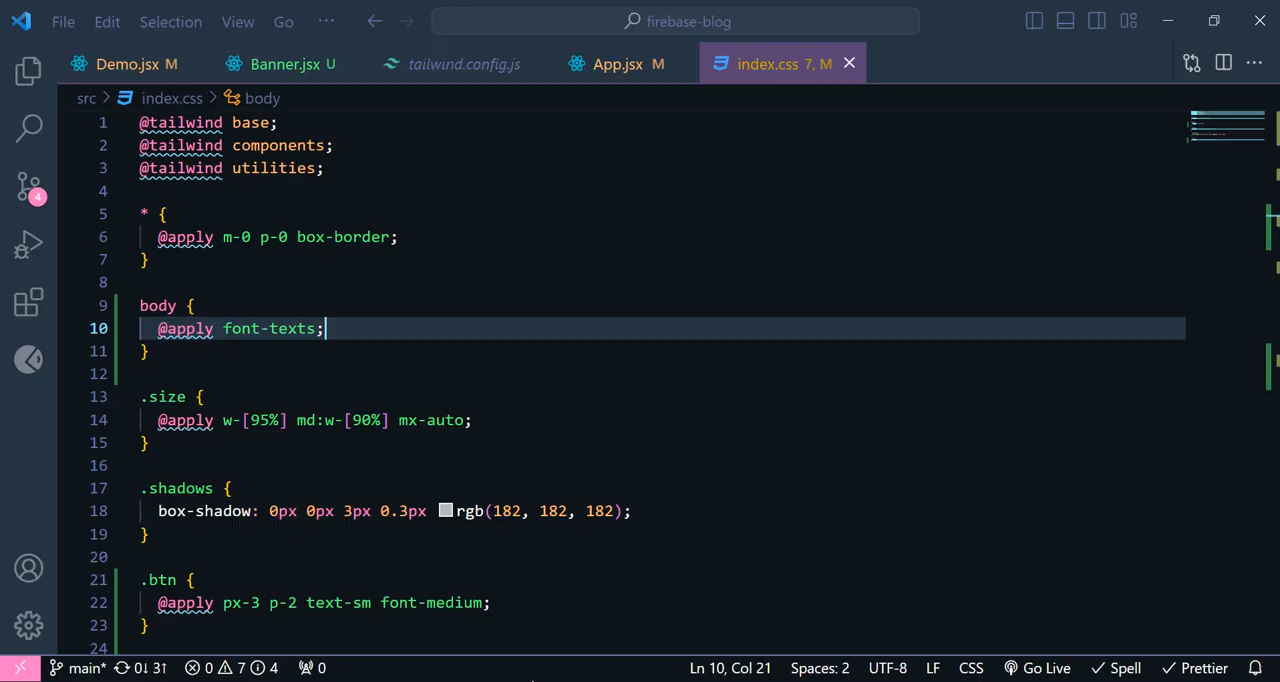 File Edit Selection View Go ··· firebase-blog
Demo.jsx M Banner.jsx U tailwind.config.js App.jsx M index.css 7, M
src > index.css > body
1 @tailwind base;
2 @tailwind components;
3 @tailwind utilities;
4
5 * {
6 @apply m-0 p-0 box-border;
7 }
8
9 body {
10 @apply font-texts;
11 }
12
13 .size {
14 @apply w-[95%] md:w-[90%] mx-auto;
15 }
16
17 .shadows {
18 box-shadow: 0px 0px 3px 0.3px rgb(182, 182, 182);
19 }
20
21 .btn {
22 @apply px-3 p-2 text-sm font-medium;
23 }
24
4
main* 0↓ 3↑ 0 7 4 0 Ln 10, Col 21 Spaces: 2 UTF-8 LF CSS Go Live Spell Prettier